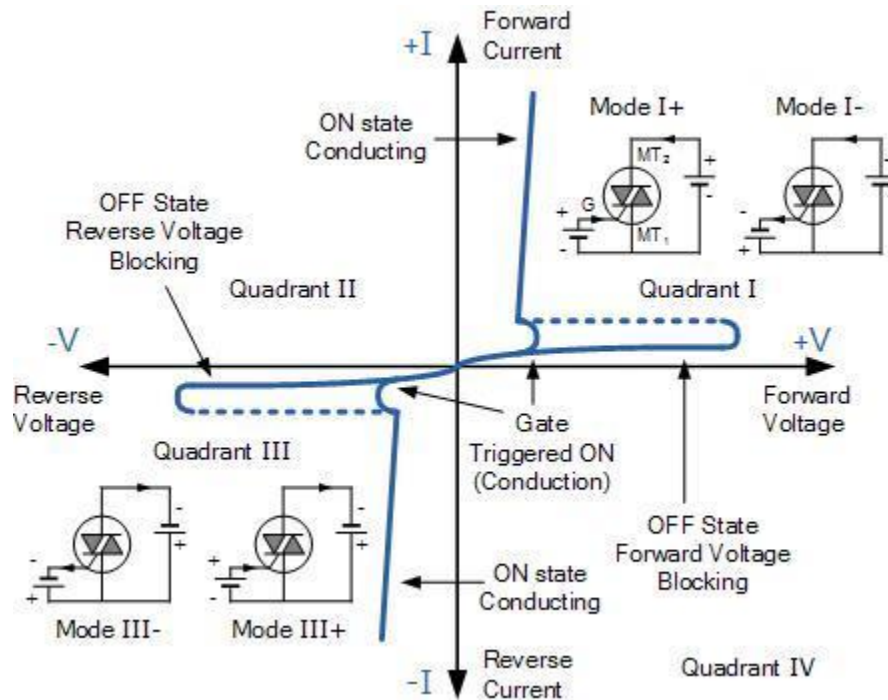 +I
Forward
Current
ON state
Conducting
Mode I+
Mode I-
MT₂
+
-
G
+
-
MT₁
-
+
OFF State
Reverse Voltage
Blocking
Quadrant II
Quadrant I
-V
+V
Reverse
Voltage
Forward
Voltage
Gate
Triggered ON
(Conduction)
Quadrant III
OFF State
Forward Voltage
Blocking
-
+
-
+
-
+
+
-
ON state
Conducting
Mode III-
Mode III+
-I
Reverse
Current
Quadrant IV